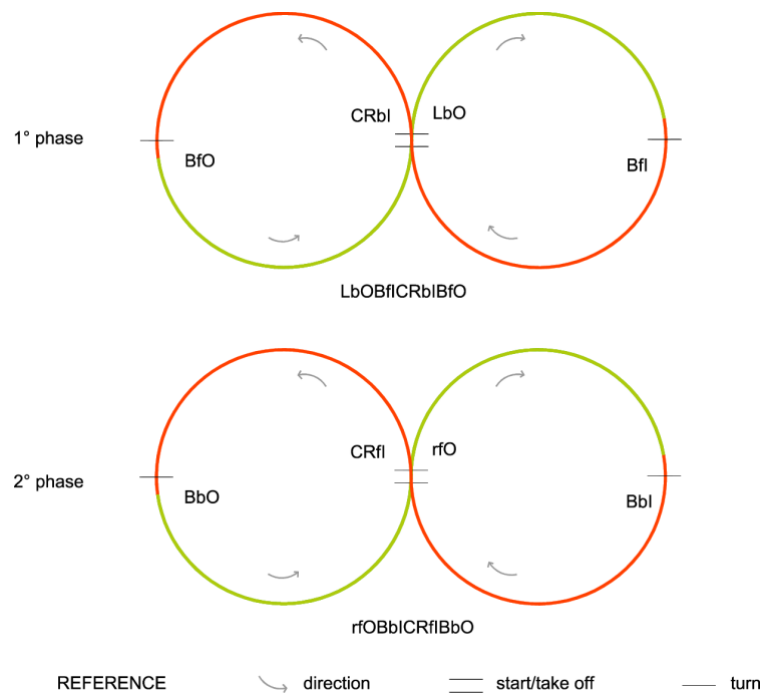 CRbI
LbO
1° phase
BfO
BfI
LbOBfICRbIBfO
CRfI
rfO
2° phase
BbO
BbI
rfOBbICRfIBbO
REFERENCE direction start/take off turn